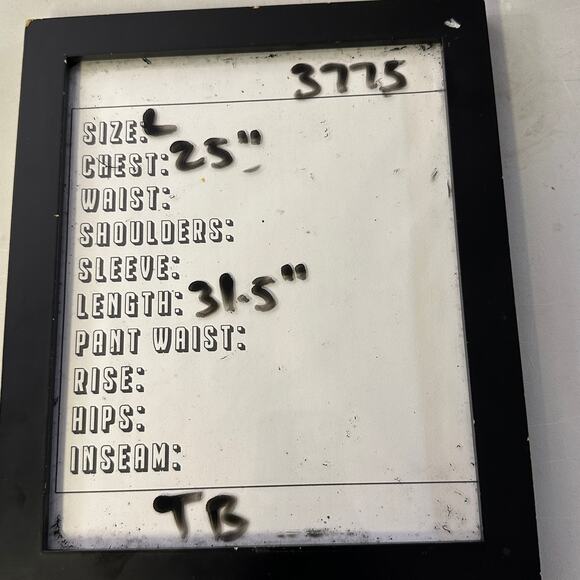 3775
SIZE: L
CHEST: 25"
WAIST:
SHOULDERS:
SLEEVE:
LENGTH: 31.5"
PANT WAIST:
RISE:
HIPS:
INSEAM:
TB